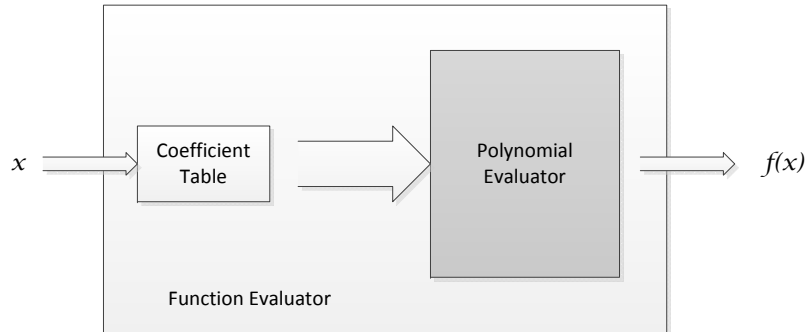 x
Coefficient
Table
Polynomial
Evaluator
f(x)
Function Evaluator